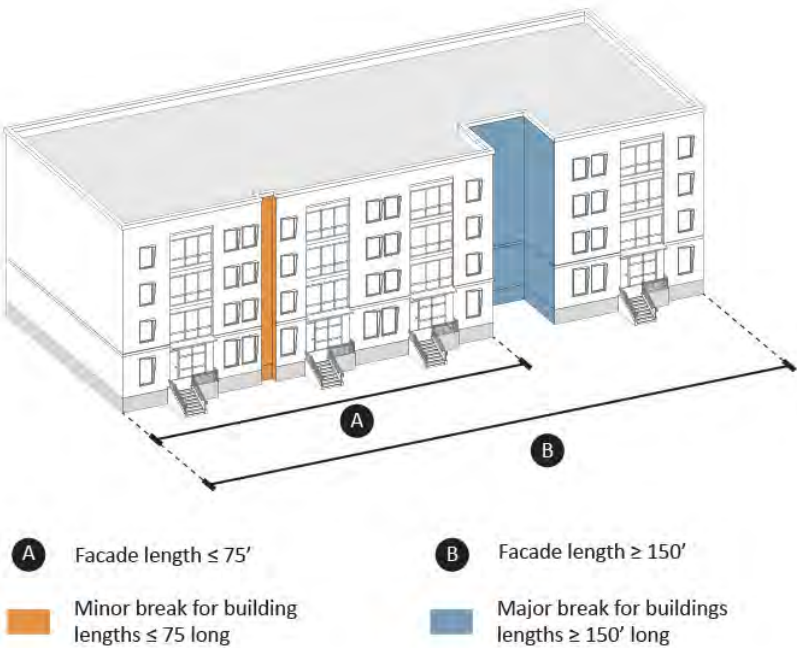 A
B
A Facade length ≤ 75’
B Facade length ≥ 150’
Minor break for building
lengths ≤ 75 long
Major break for buildings
lengths ≥ 150’ long